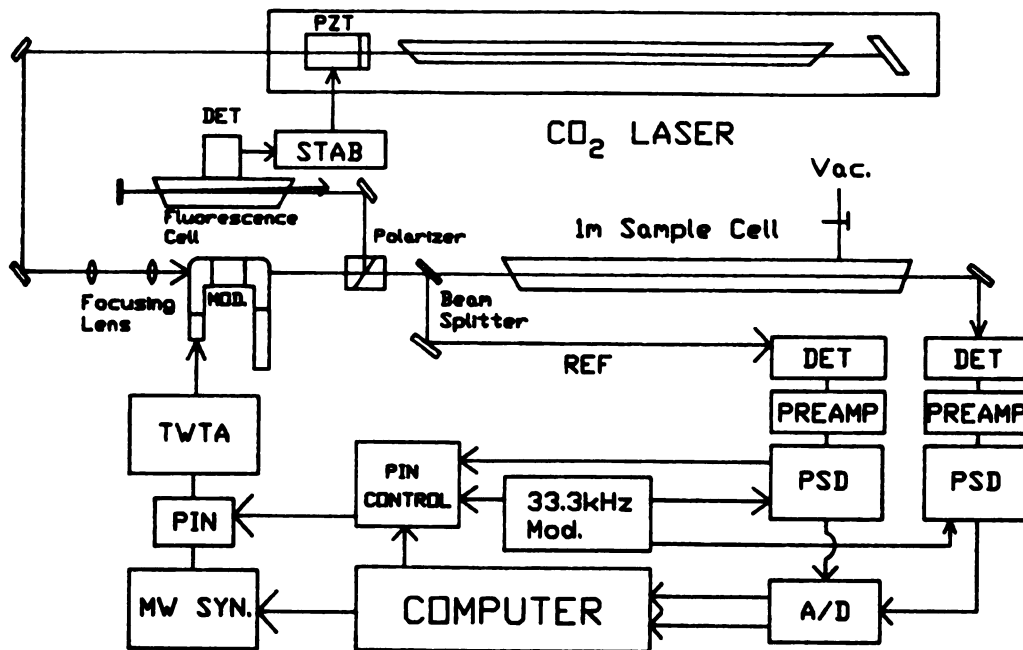 PZT
DET
STAB
CO2 LASER
Vac.
Fluorescence
Cell
Polarizer
1m Sample Cell
Focusing
Lens
MOD.
Beam
Splitter
REF
DET
DET
PREAMP
PREAMP
TWTA
PIN
CONTROL
33.3kHz
Mod.
PSD
PSD
PIN
MW SYN.
COMPUTER
A/D